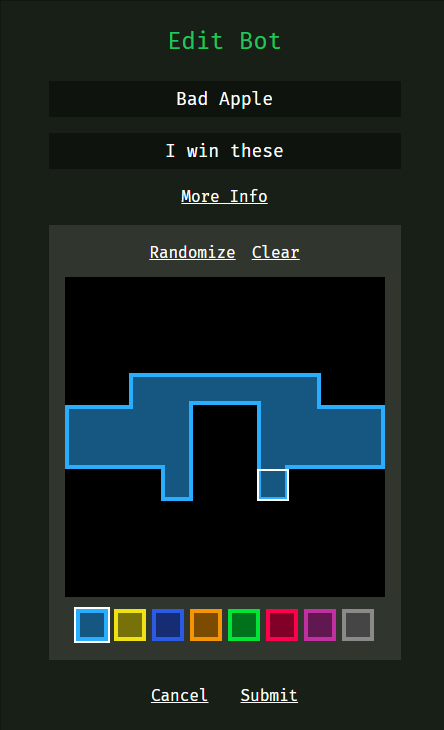 Edit Bot
Bad Apple
I win these
More Info
Randomize Clear
Cancel Submit